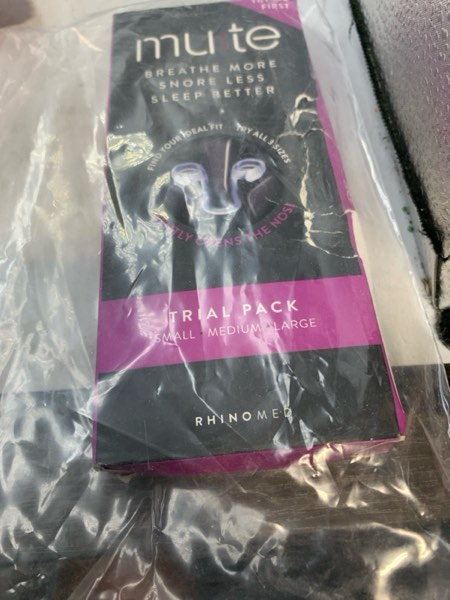 FIRST
mute
BREATHE MORE
SNORE LESS
SLEEP BETTER
FIND YOUR IDEAL FIT TRY ALL 3 SIZES
OPENS THE NOSE
TRIAL PACK
SMALL · MEDIUM · LARGE
RHINOMED